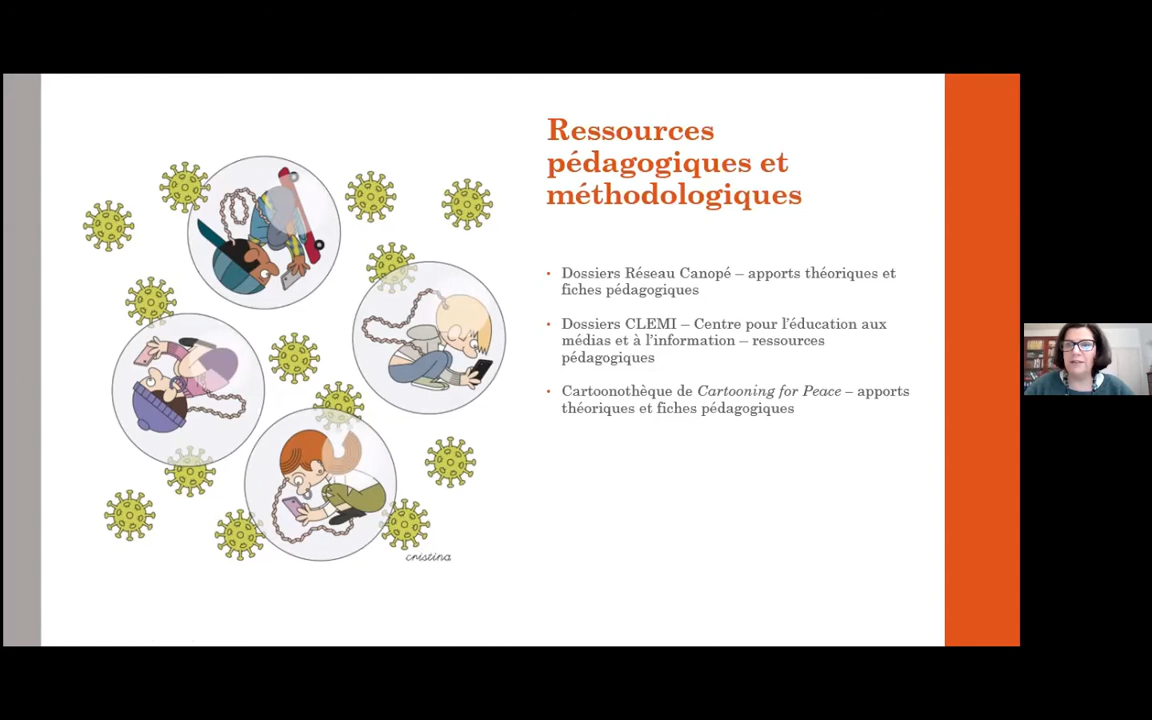 Ressources
pédagogiques et
méthodologiques
• Dossiers Réseau Canopé – apports théoriques et
fiches pédagogiques
• Dossiers CLEMI – Centre pour l’éducation aux
médias et à l’information – ressources
pédagogiques
• Cartoonothèque de Cartooning for Peace – apports
théoriques et fiches pédagogiques
cristina